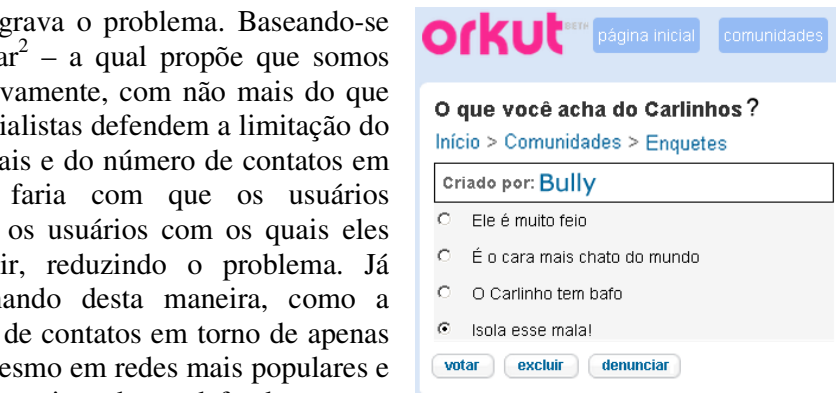 grava o problema. Baseando-se
ar² – a qual propõe que somos
vamente, com não mais do que
ialistas defendem a limitação do
ais e do número de contatos em
faria com que os usuários
os usuários com os quais eles
ir, reduzindo o problema. Já
nando desta maneira, como a
de contatos em torno de apenas
esmo em redes mais populares e
orkut BETA página inicial comunidades
O que você acha do Carlinhos?
Início > Comunidades > Enquetes
Criado por: Bully
Ele é muito feio
É o cara mais chato do mundo
O Carlinho tem bafo
Isola esse mala!
votar excluir denunciar